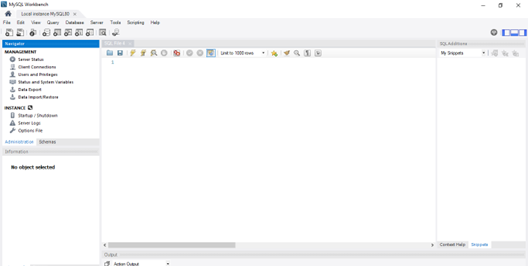 MySQL Workbench
Local instance MySQL80 ×
File Edit View Query Database Server Tools Scripting Help
Navigator
MANAGEMENT
Server Status
Client Connections
Users and Privileges
Status and System Variables
Data Export
Data Import/Restore
INSTANCE
Startup / Shutdown
Server Logs
Options File
Administration Schemas
Information
No object selected
Limit to 1000 rows
1
SQL Additions
My Snippets
Context Help Snippets
Output
Action Output